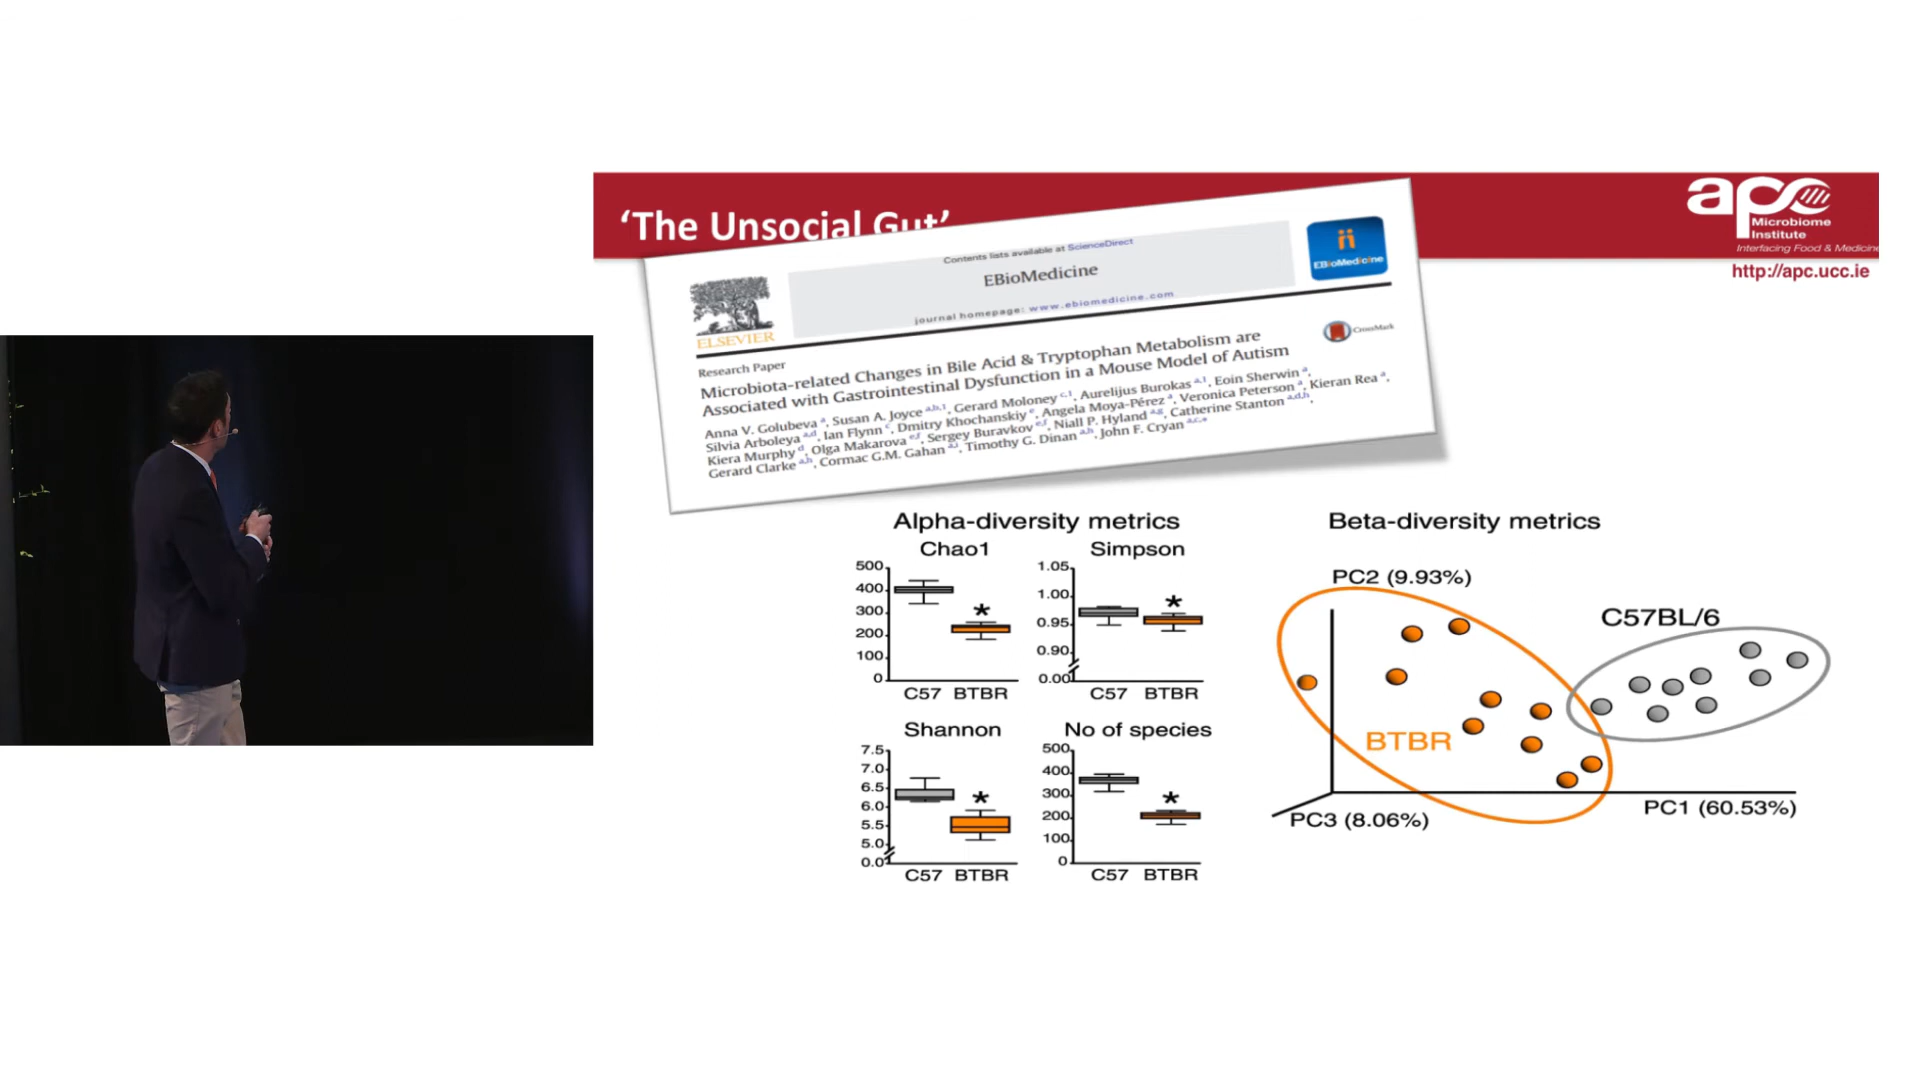 ‘The Unsocial Gut’
apc
Microbiome
Institute
Interfacing Food & Medicine
http://apc.ucc.ie
Contents lists available at ScienceDirect
EBioMedicine
journal homepage: www.ebiomedicine.com
ELSEVIER
EBioMedicine
CrossMark
Research Paper
Microbiota-related Changes in Bile Acid & Tryptophan Metabolism are
Associated with Gastrointestinal Dysfunction in a Mouse Model of Autism
Anna V. Golubeva a, Susan A. Joyce a,b,1, Gerard Moloney c,1, Aurelijus Burokas a,1, Eoin Sherwin a,
Silvia Arboleya a,d, Ian Flynn c, Dmitry Khochanskiy e, Angela Moya-Pérez a, Veronica Peterson a, Kieran Rea a,
Kiera Murphy d, Olga Makarova e,f, Sergey Buravkov e,f, Niall P. Hyland a,g, Catherine Stanton a,d,h,
Gerard Clarke a,h, Cormac G.M. Gahan a,i, Timothy G. Dinan a,h, John F. Cryan a,c,*
Alpha-diversity metrics
Chao1
500
400
300
200
100
0
C57 BTBR
*
Simpson
1.05
1.00
0.95
0.90
0.00
C57 BTBR
*
Shannon
7.5
7.0
6.5
6.0
5.5
5.0
0.0
C57 BTBR
*
No of species
500
400
300
200
100
0
C57 BTBR
*
Beta-diversity metrics
PC2 (9.93%)
C57BL/6
BTBR
PC1 (60.53%)
PC3 (8.06%)